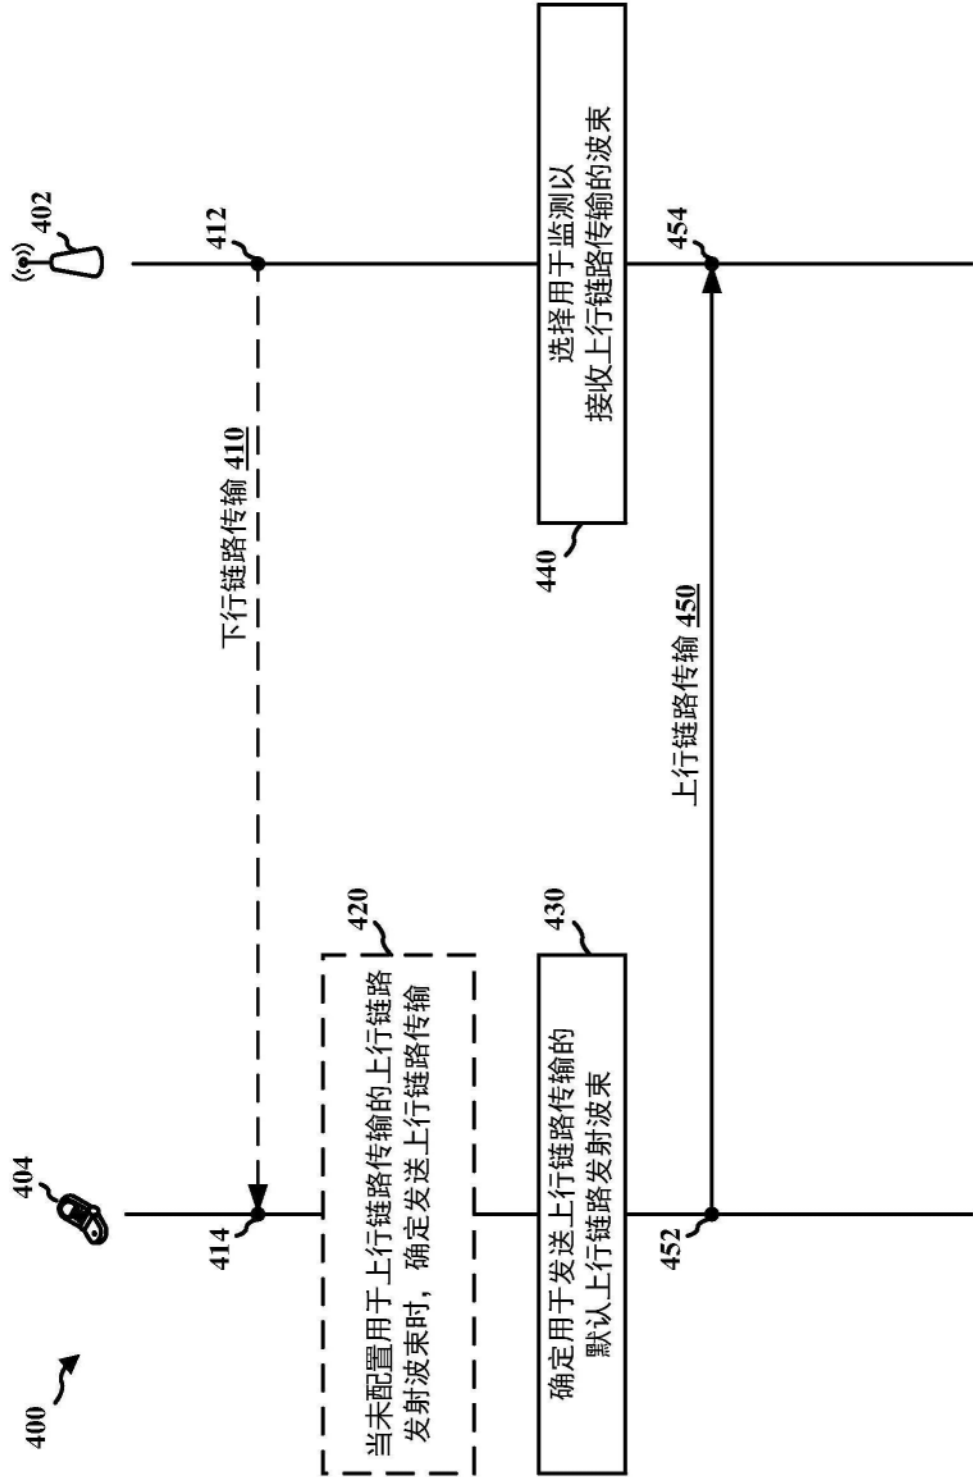 400
404
402
414
下行链路传输 410
412
420
当未配置用于上行链路传输的上行链路
发射波束时，确定发送上行链路传输
430
确定用于发送上行链路传输的
默认上行链路发射波束
440
选择用于监测以
接收上行链路传输的波束
452
上行链路传输 450
454